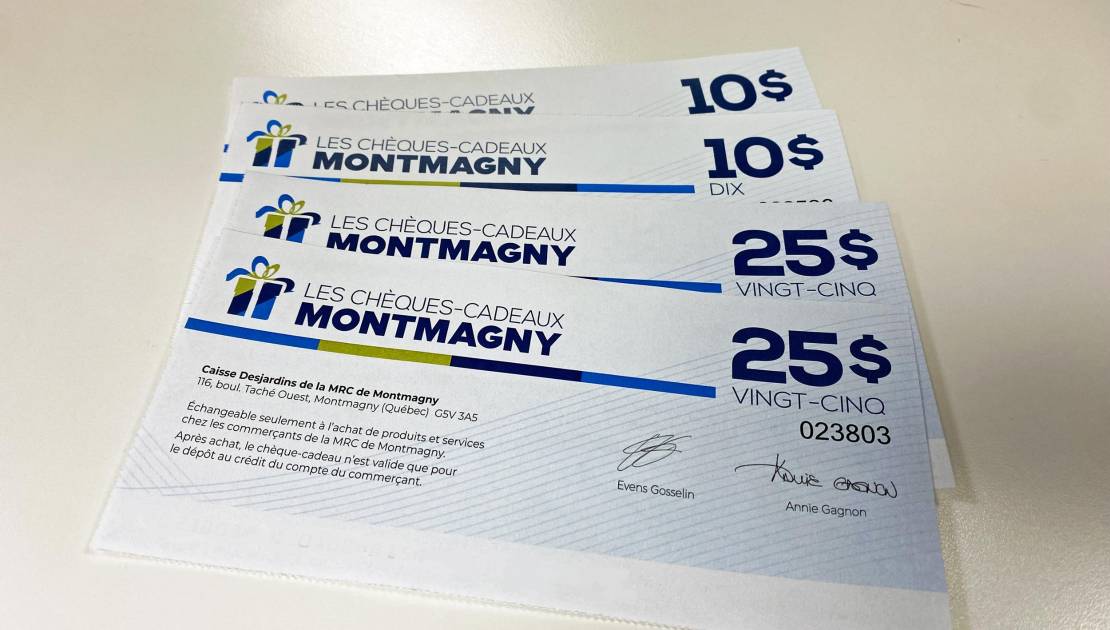 LES CHÈQUES-CADEAUX
MONTMAGNY
10$
LES CHÈQUES-CADEAUX
MONTMAGNY
10$
DIX
LES CHÈQUES-CADEAUX
MONTMAGNY
25$
VINGT-CINQ
LES CHÈQUES-CADEAUX
MONTMAGNY
25$
VINGT-CINQ
023803
Caisse Desjardins de la MRC de Montmagny
116, boul. Taché Ouest, Montmagny (Québec) G5V 3A5
Échangeable seulement à l'achat de produits et services
chez les commerçants de la MRC de Montmagny.
Après achat, le chèque-cadeau n'est valide que pour
le dépôt au crédit du compte du commerçant.
Evens Gosselin
Annie Gagnon
Annie Gagnon